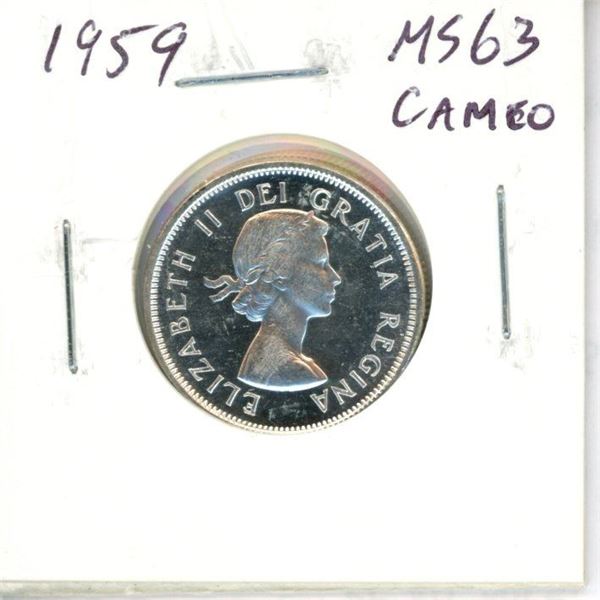 1959 MS63
CAMEO
ELIZABETH II DEI GRATIA REGINA